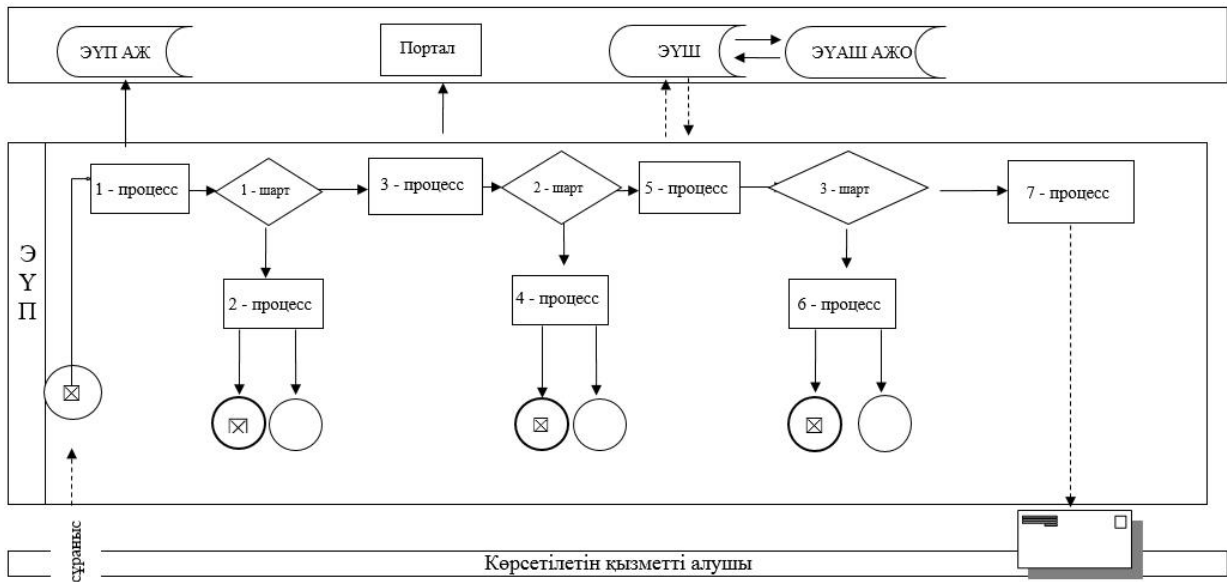 ЭҮП АЖ
Портал
ЭҮШ
ЭҮАШ АЖО
ЭҮП
1 - процесс
1 - шарт
3 - процесс
2 - шарт
5 - процесс
3 - шарт
7 - процесс
2 - процесс
4 - процесс
6 - процесс
сұраныс
Көрсетілетін қызметті алушы